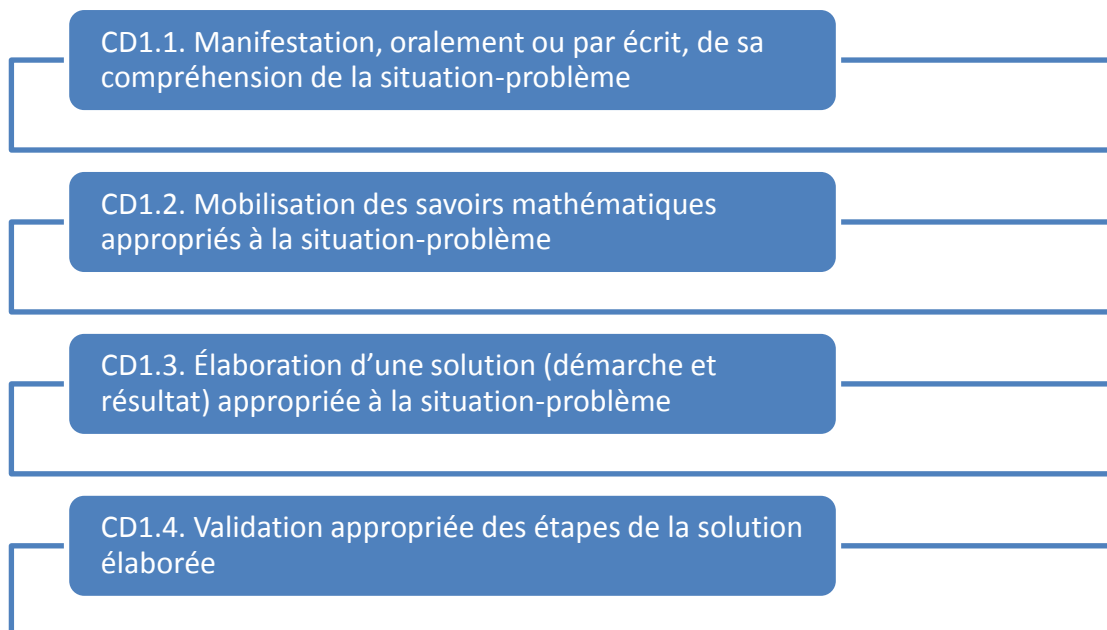 CD1.1. Manifestation, oralement ou par écrit, de sa
compréhension de la situation-problème
CD1.2. Mobilisation des savoirs mathématiques
appropriés à la situation-problème
CD1.3. Élaboration d’une solution (démarche et
résultat) appropriée à la situation-problème
CD1.4. Validation appropriée des étapes de la solution
élaborée